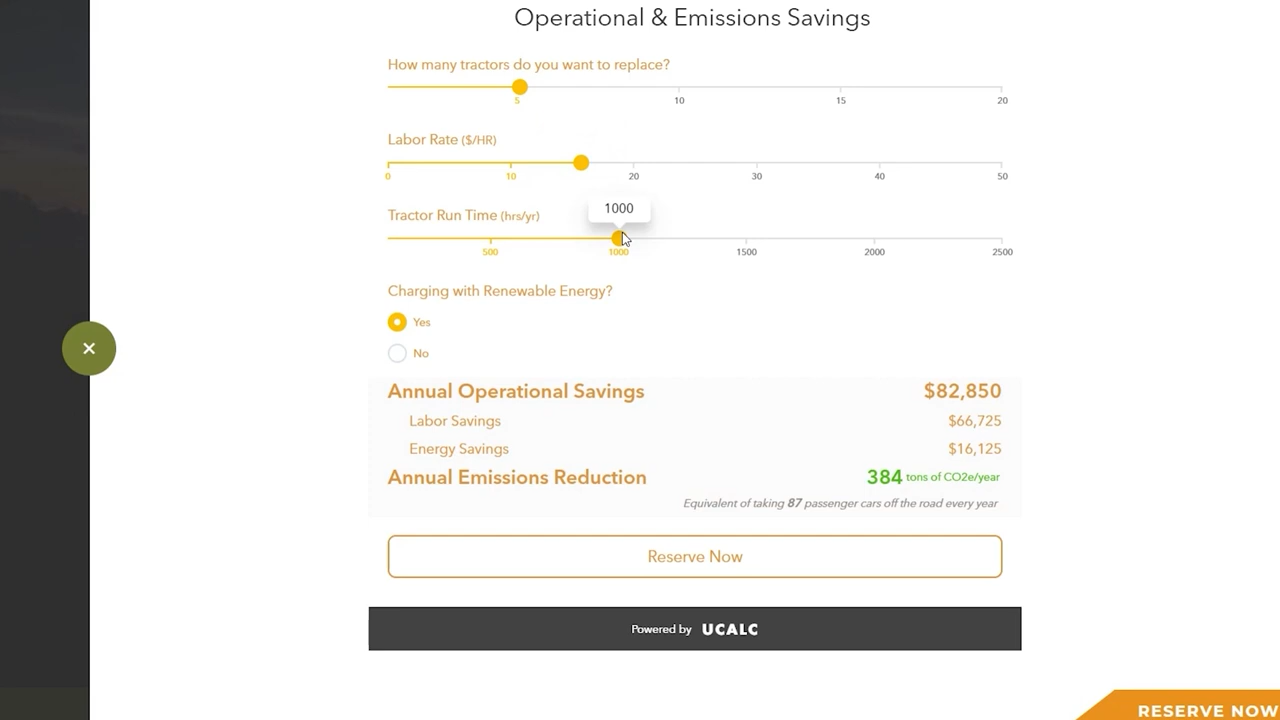 Operational & Emissions Savings
How many tractors do you want to replace?
5 10 15 20
Labor Rate ($/HR)
0 10 20 30 40 50
1000
Tractor Run Time (hrs/yr)
500 1000 1500 2000 2500
Charging with Renewable Energy?
Yes
No
Annual Operational Savings $82,850
Labor Savings $66,725
Energy Savings $16,125
Annual Emissions Reduction 384 tons of CO2e/year
Equivalent of taking 87 passenger cars off the road every year
Reserve Now
Powered by UCALC
RESERVE NOW